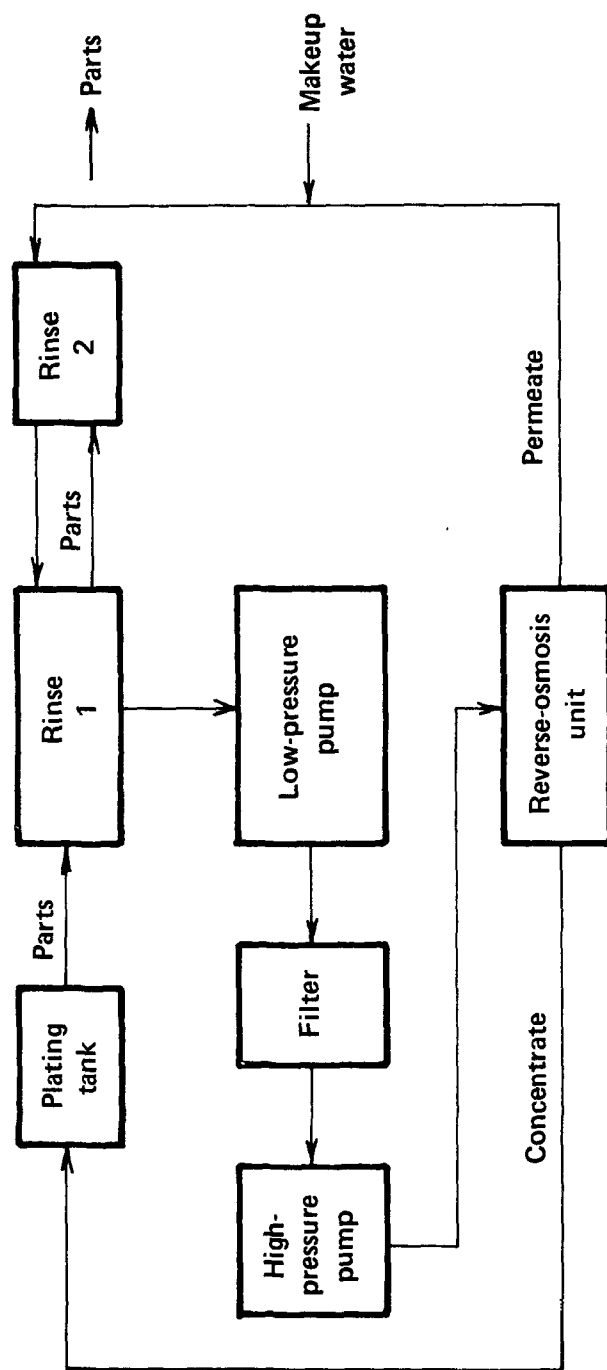 Plating
tank
Parts
Rinse
1
Parts
Rinse
2
Parts
High-
pressure
pump
Filter
Low-pressure
pump
Makeup
water
Concentrate
Reverse-osmosis
unit
Permeate